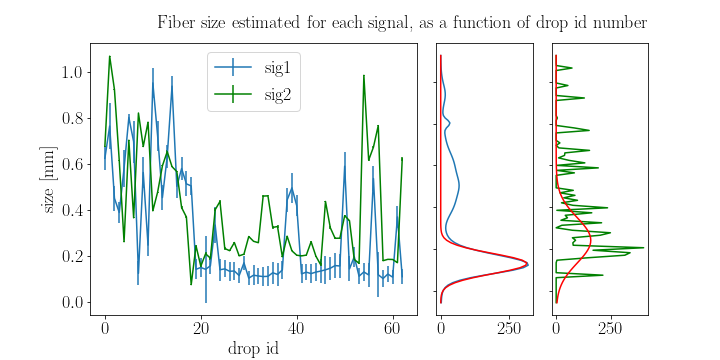 Fiber size estimated for each signal, as a function of drop id number
sig1
sig2
size [mm]
1.0
0.8
0.6
0.4
0.2
0.0
0 20 40 60
0 250
0 250
drop id